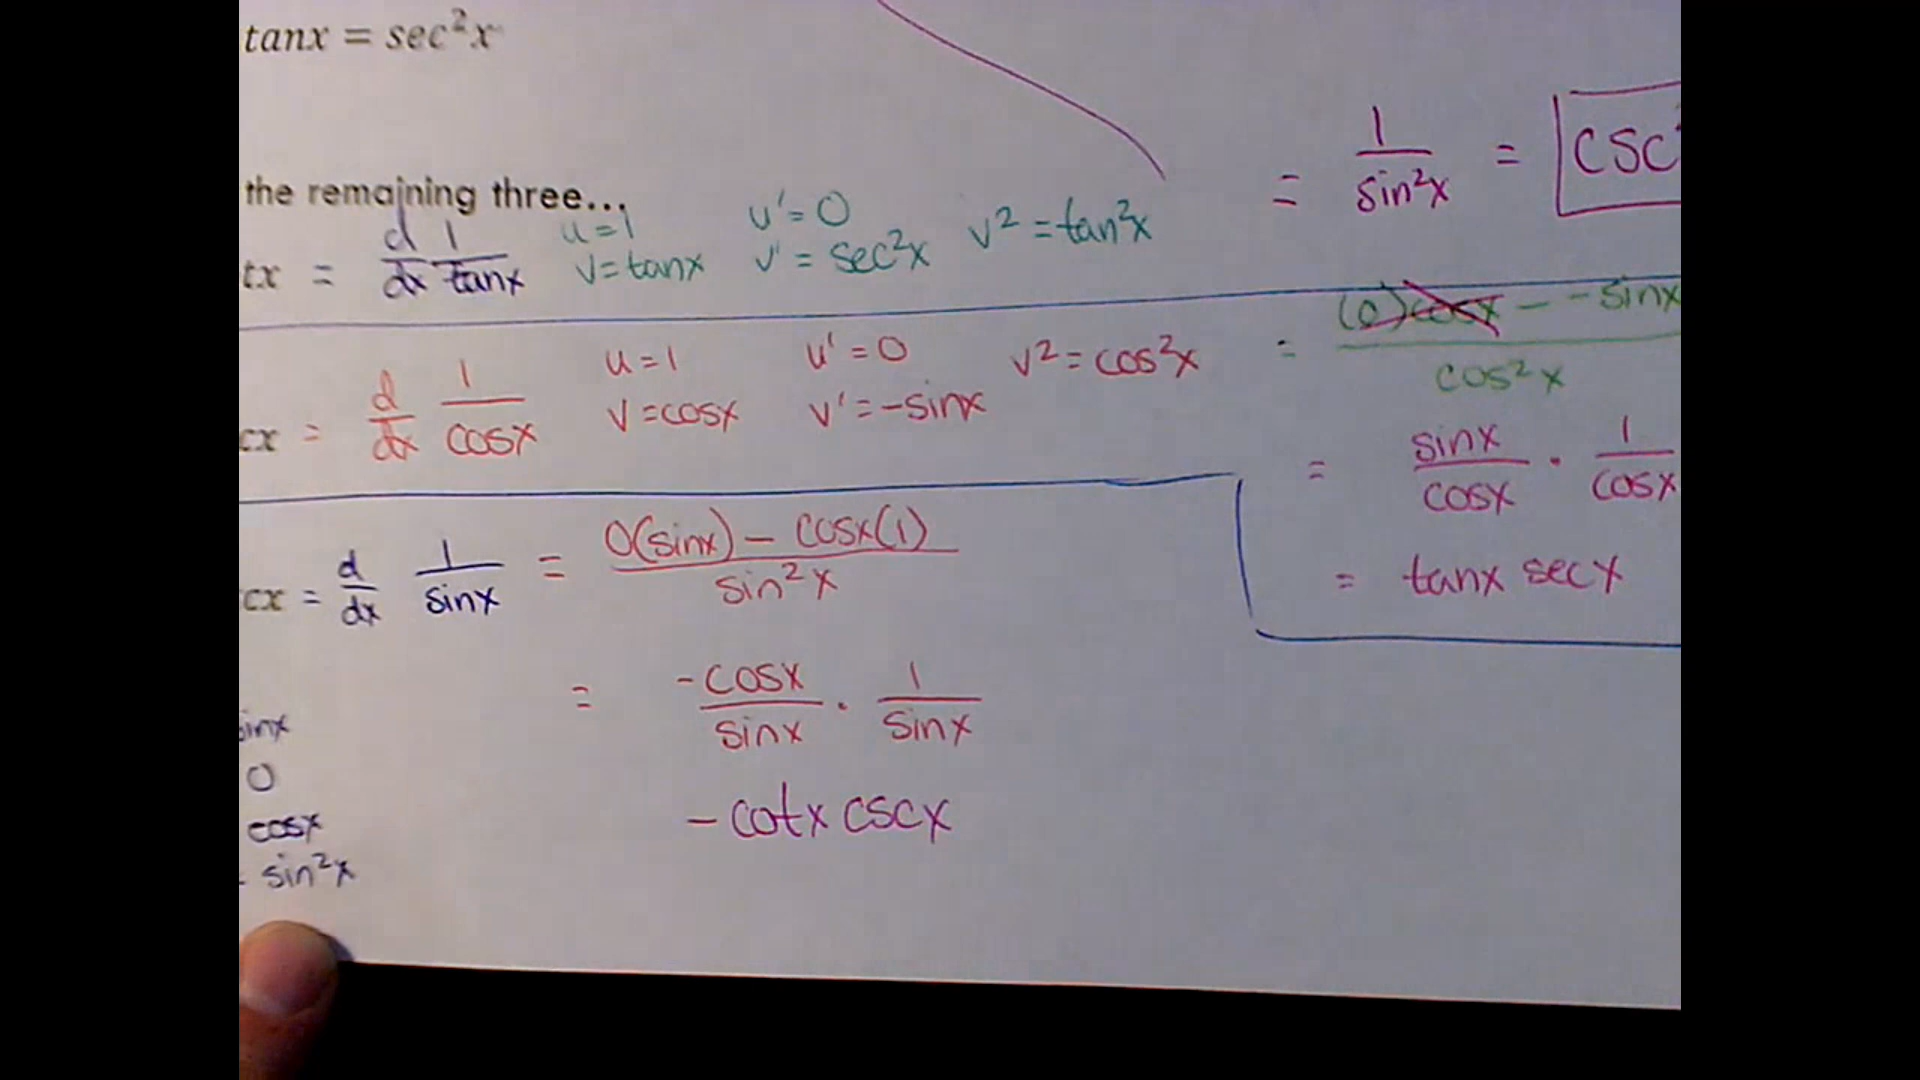 tanx = sec²x
= 1/sin²x = csc²
the remaining three...
tx = d/dx 1/tanx u=1 u'=0 v²=tan²x
v=tanx v'=sec²x
cx = d/dx 1/cosx u=1 u'=0 v²=cos²x
v=cosx v'=-sinx
= (0)cosx - -sinx / cos²x
= sinx/cosx · 1/cosx
= tanx secx
cx = d/dx 1/sinx = 0(sinx) - cosx(1) / sin²x
= -cosx/sinx · 1/sinx
- cotx cscx
sinx
0
cosx
= sin²x